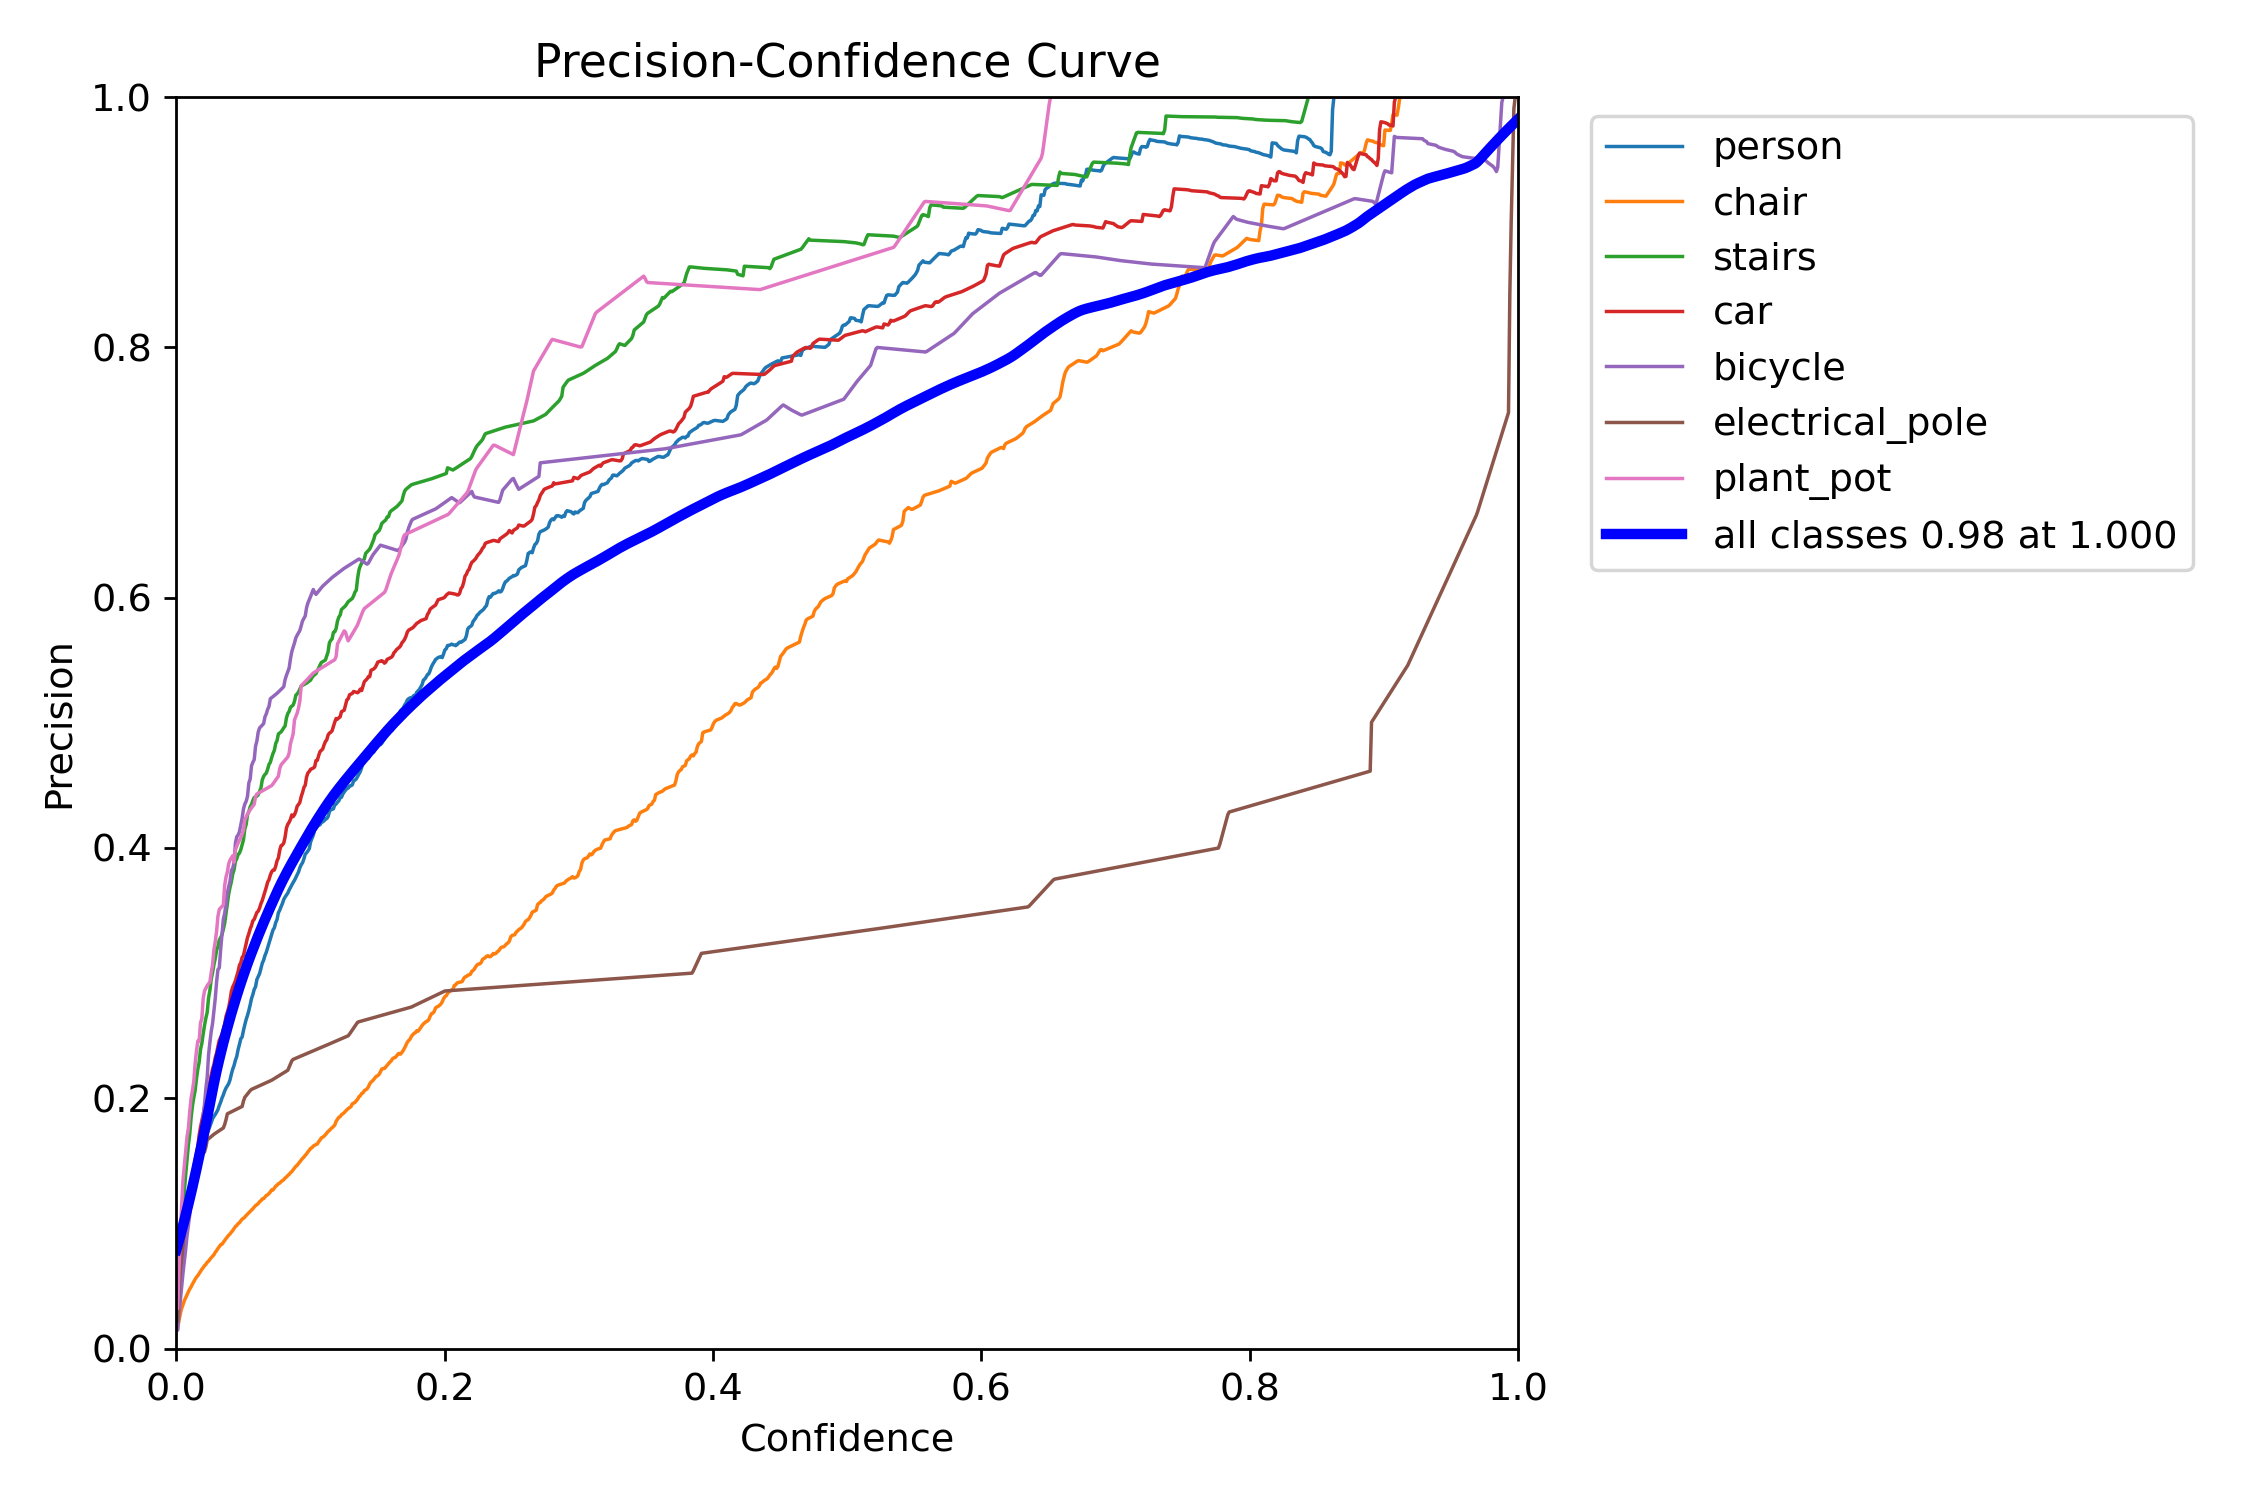 Precision-Confidence Curve
1.0
0.8
0.6
0.4
0.2
0.0
Precision
0.0 0.2 0.4 0.6 0.8 1.0
Confidence
person
chair
stairs
car
bicycle
electrical_pole
plant_pot
all classes 0.98 at 1.000